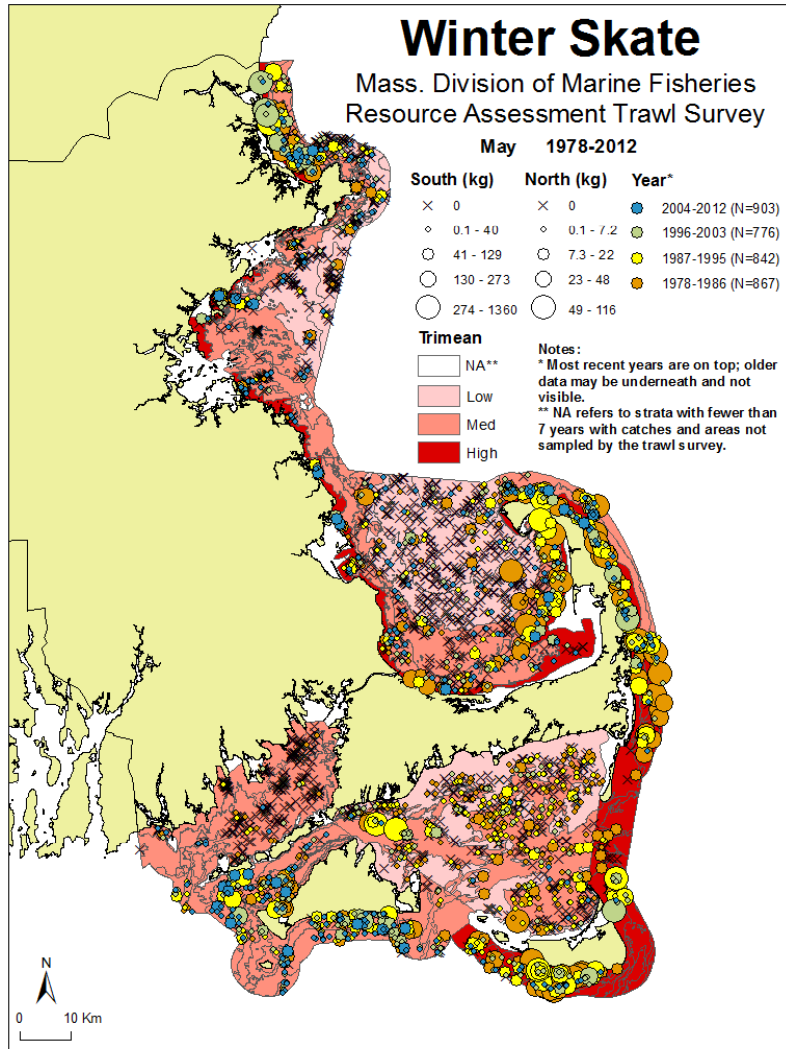 Winter Skate
Mass. Division of Marine Fisheries
Resource Assessment Trawl Survey
May 1978-2012
South (kg) North (kg) Year*
0 0 2004-2012 (N=903)
0.1 - 40 0.1 - 7.2 1996-2003 (N=776)
41 - 129 7.3 - 22 1987-1995 (N=842)
130 - 273 23 - 48 1978-1986 (N=867)
274 - 1360 49 - 116
Trimean
NA**
Low
Med
High
Notes:
* Most recent years are on top; older
data may be underneath and not
visible.
** NA refers to strata with fewer than
7 years with catches and areas not
sampled by the trawl survey.
N
0 10 Km